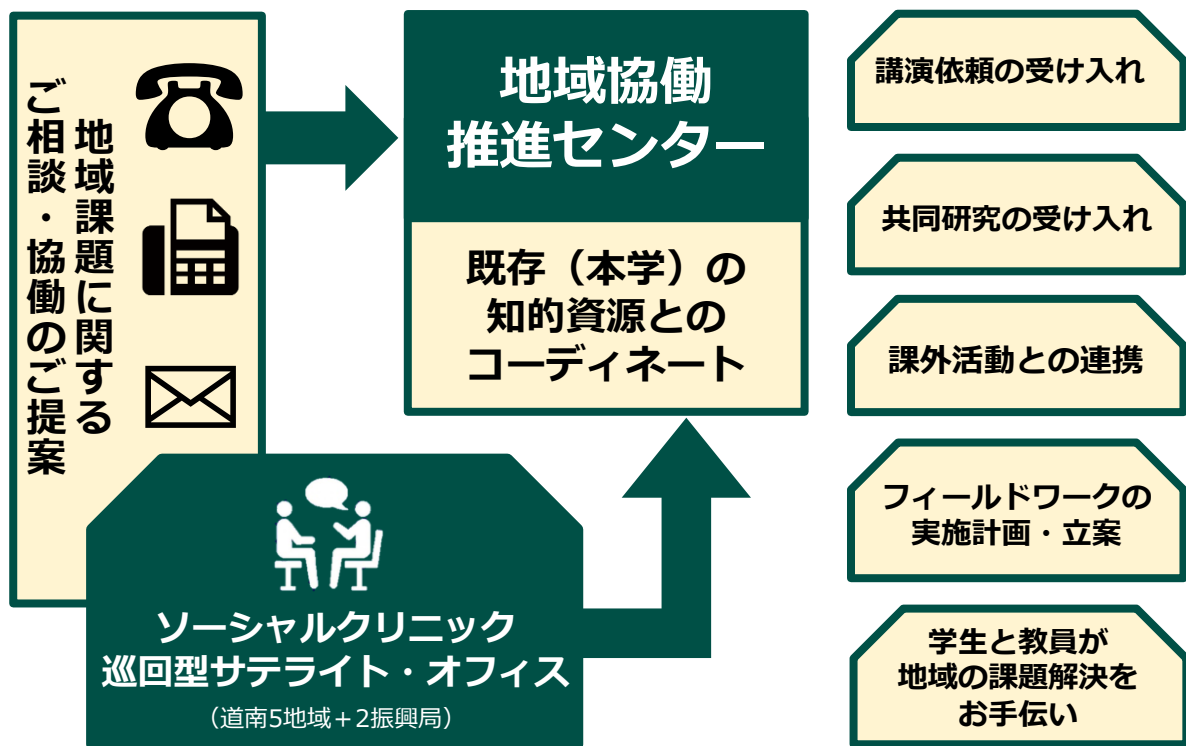 地域課題に関する
ご相談・協働のご提案
地域協働
推進センター
既存（本学）の
知的資源との
コーディネート
ソーシャルクリニック
巡回型サテライト・オフィス
（道南5地域＋2振興局）
講演依頼の受け入れ
共同研究の受け入れ
課外活動との連携
フィールドワークの
実施計画・立案
学生と教員が
地域の課題解決を
お手伝い